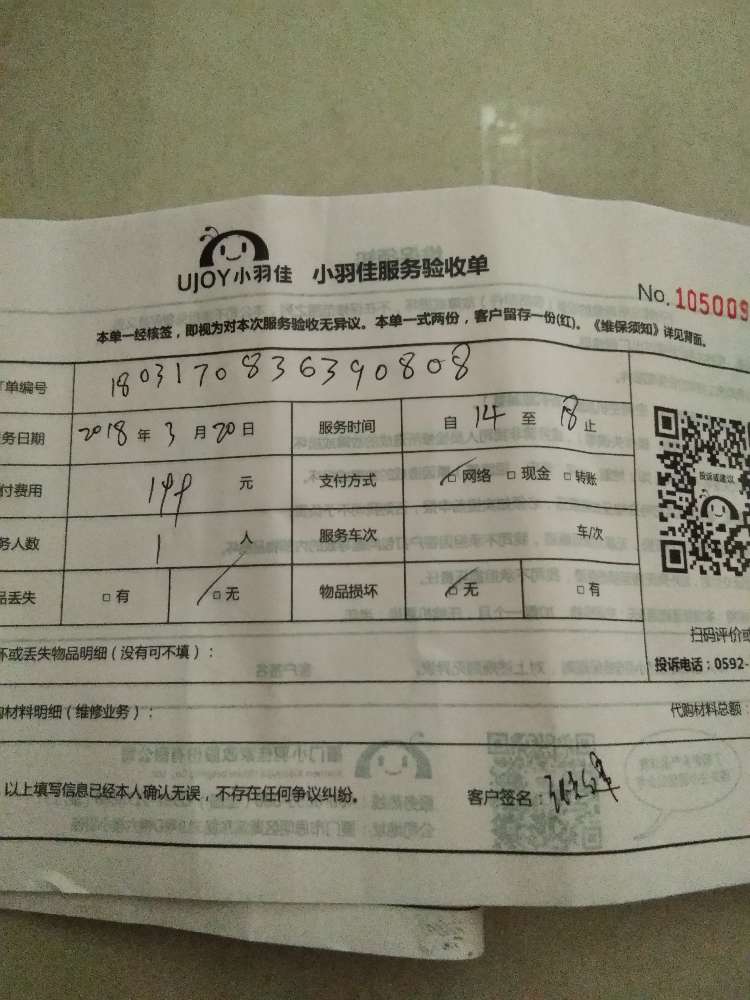 UJOY小羽佳 小羽佳服务验收单
No. 105009
本单一经核签，即视为对本次服务验收无异议。本单一式两份，客户留存一份(红)。《维保须知》详见背面。
单编号 1803170836390808
务日期 2018 年 3 月 20 日 服务时间 自 14 至 18 止
付费用 199 元 支付方式 网络 现金 转账
务人数 1 人 服务车次 车/次
品丢失 有 无 物品损坏 无 有
投诉或建议
扫码评价或
投诉电话：0592-
坏或丢失物品明细（没有可不填）：
购材料明细（维修业务）： 代购材料总额：
以上填写信息已经本人确认无误，不存在任何争议纠纷。 客户签名：